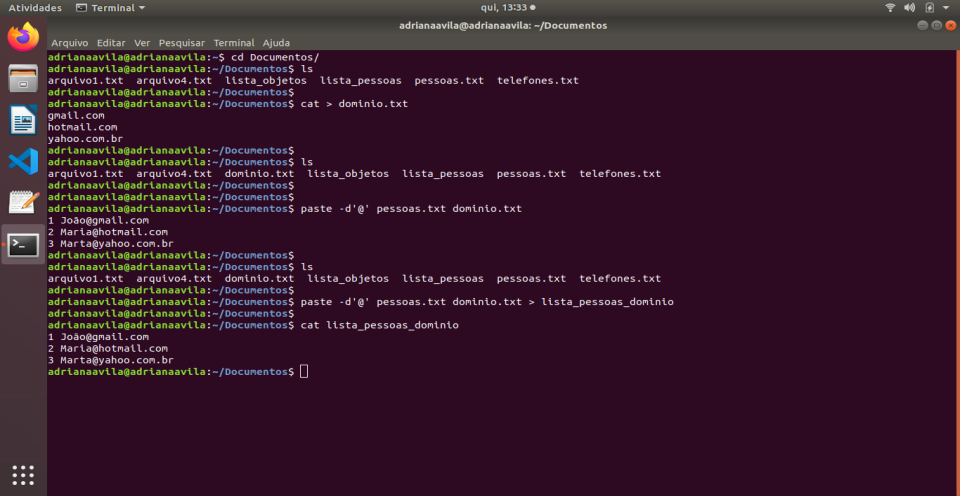 Atividades Terminal qui, 13:33
adrianaavila@adrianaavila: ~/Documentos
Arquivo Editar Ver Pesquisar Terminal Ajuda
adrianaavila@adrianaavila:~$ cd Documentos/
adrianaavila@adrianaavila:~/Documentos$ ls
arquivo1.txt arquivo4.txt lista_objetos lista_pessoas pessoas.txt telefones.txt
adrianaavila@adrianaavila:~/Documentos$
adrianaavila@adrianaavila:~/Documentos$ cat > dominio.txt
gmail.com
hotmail.com
yahoo.com.br
adrianaavila@adrianaavila:~/Documentos$
adrianaavila@adrianaavila:~/Documentos$ ls
arquivo1.txt arquivo4.txt dominio.txt lista_objetos lista_pessoas pessoas.txt telefones.txt
adrianaavila@adrianaavila:~/Documentos$
adrianaavila@adrianaavila:~/Documentos$
adrianaavila@adrianaavila:~/Documentos$ paste -d'@' pessoas.txt dominio.txt
1 João@gmail.com
2 Maria@hotmail.com
3 Marta@yahoo.com.br
adrianaavila@adrianaavila:~/Documentos$
adrianaavila@adrianaavila:~/Documentos$ ls
arquivo1.txt arquivo4.txt dominio.txt lista_objetos lista_pessoas pessoas.txt telefones.txt
adrianaavila@adrianaavila:~/Documentos$
adrianaavila@adrianaavila:~/Documentos$ paste -d'@' pessoas.txt dominio.txt > lista_pessoas_dominio
adrianaavila@adrianaavila:~/Documentos$
adrianaavila@adrianaavila:~/Documentos$ cat lista_pessoas_dominio
1 João@gmail.com
2 Maria@hotmail.com
3 Marta@yahoo.com.br
adrianaavila@adrianaavila:~/Documentos$